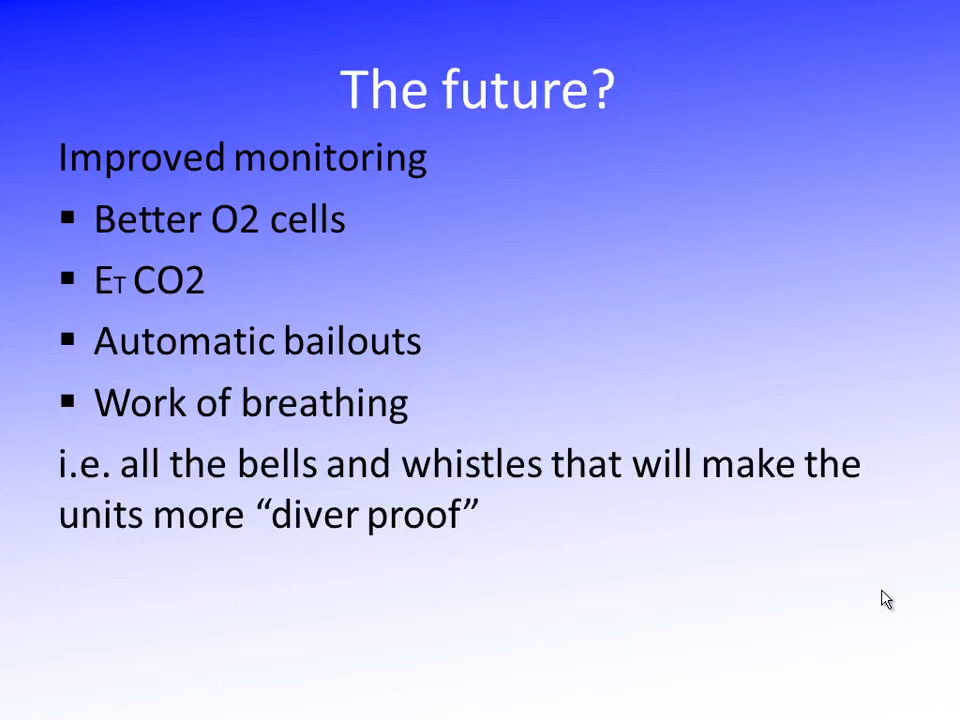 The future?
Improved monitoring
▪ Better O2 cells
▪ ET CO2
▪ Automatic bailouts
▪ Work of breathing
i.e. all the bells and whistles that will make the
units more “diver proof”